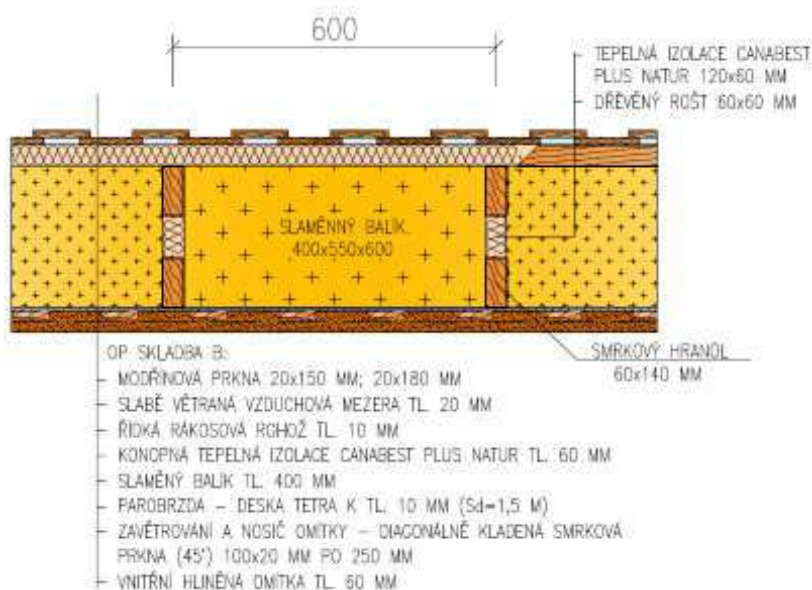 600
TEPELNÁ IZOLACE CANABEST
PLUS NATUR 120x60 MM
DŘEVĚNÝ ROŠT 60x60 MM
SLAMĚNNÝ BALÍK
400x550x600
SMRKOVÝ HRANOL
60x140 MM
OP SKLADBA B:
MODŘÍNOVÁ PRKNA 20x150 MM; 20x180 MM
SLABĚ VĚTRANÁ VZDUCHOVÁ MEZERA TL. 20 MM
ŘÍDKÁ RÁKOSOVÁ ROHOŽ TL. 10 MM
KONOPNÁ TEPELNÁ IZOLACE CANABEST PLUS NATUR TL. 60 MM
SLAMĚNÝ BALÍK TL. 400 MM
PAROBRZDA – DESKA TETRA K TL. 10 MM (Sd=1,5 M)
ZAVĚTROVÁNÍ A NOSIČ OMÍTKY – DIAGONÁLNĚ KLADENÁ SMRKOVÁ
PRKNA (45°) 100x20 MM PO 250 MM
VNITŘNÍ HLINĚNÁ OMÍTKA TL. 60 MM